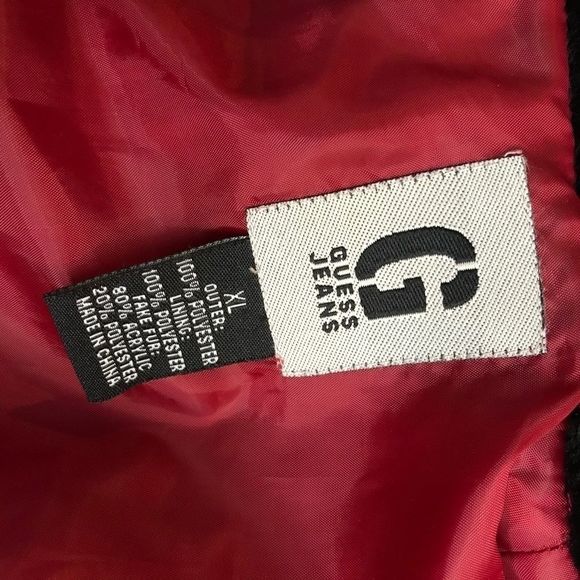 G
GUESS
JEANS
XL
OUTER:
100% POLYESTER
LINING:
100% POLYESTER
FAKE FUR:
80% ACRYLIC
20% POLYESTER
MADE IN CHINA